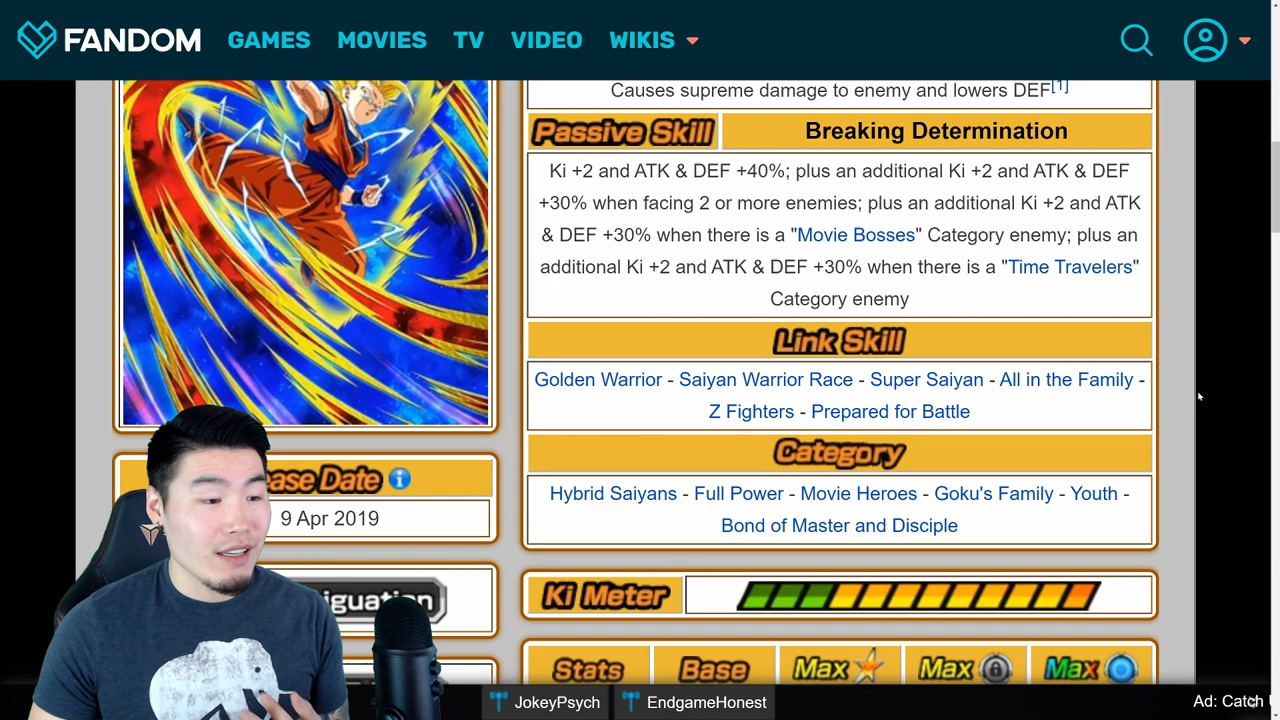 FANDOM GAMES MOVIES TV VIDEO WIKIS
Causes supreme damage to enemy and lowers DEF[1]
Passive Skill Breaking Determination
Ki +2 and ATK & DEF +40%; plus an additional Ki +2 and ATK & DEF
+30% when facing 2 or more enemies; plus an additional Ki +2 and ATK
& DEF +30% when there is a "Movie Bosses" Category enemy; plus an
additional Ki +2 and ATK & DEF +30% when there is a "Time Travelers"
Category enemy
Link Skill
Golden Warrior - Saiyan Warrior Race - Super Saiyan - All in the Family -
Z Fighters - Prepared for Battle
Category
Hybrid Saiyans - Full Power - Movie Heroes - Goku's Family - Youth -
Bond of Master and Disciple
ease Date
9 Apr 2019
iguation
Ki Meter
Stats Base Max Max Max
JokeyPsych EndgameHonest
Ad: Catch